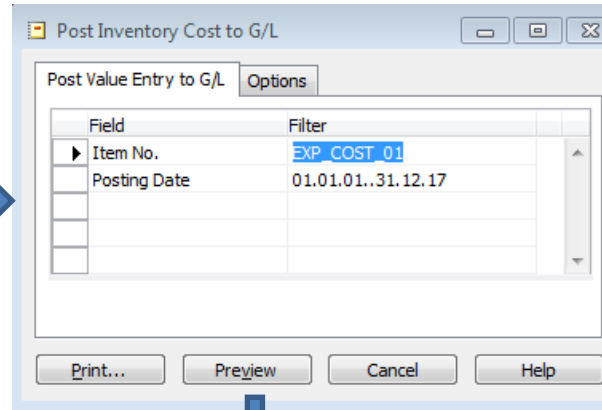 Post Inventory Cost to G/L
Post Value Entry to G/L Options
Field Filter
Item No. EXP_COST_01
Posting Date 01.01.01..31.12.17
Print... Preview Cancel Help